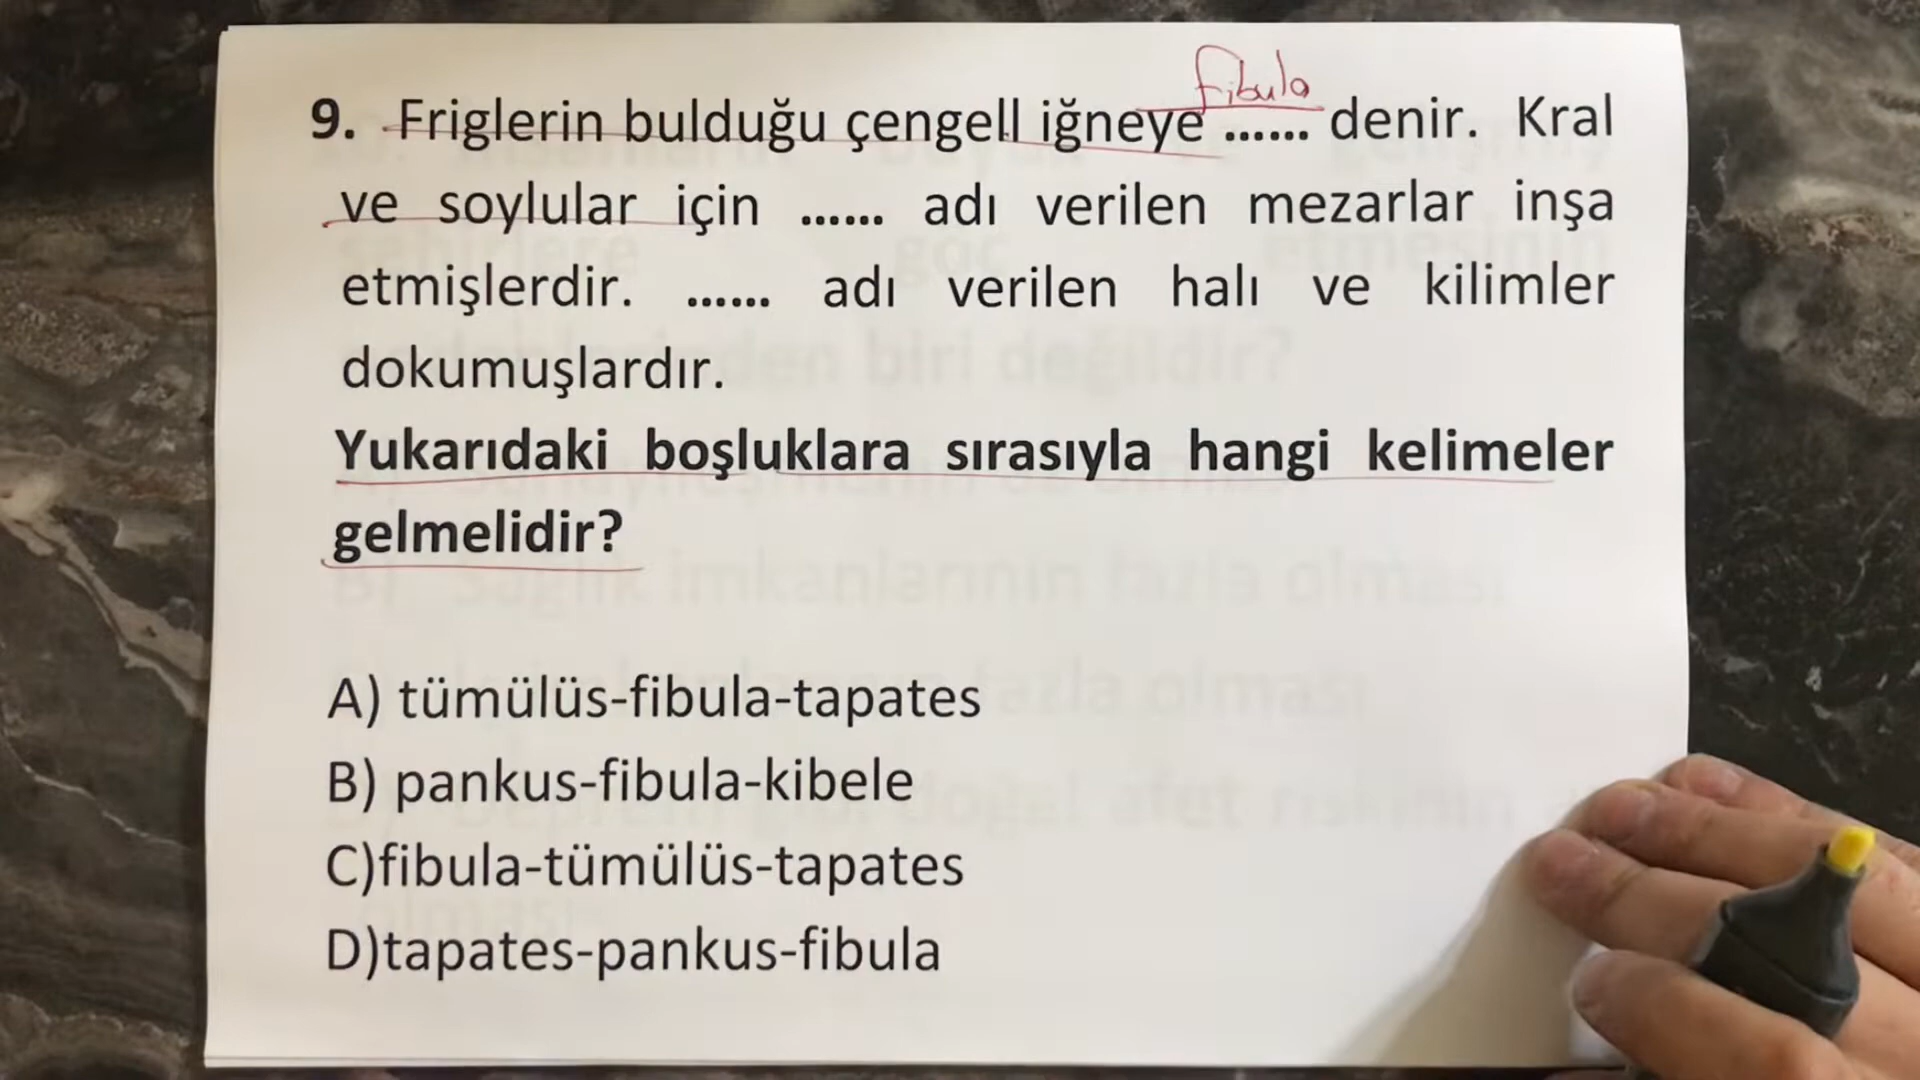 fibula
9. Friglerin bulduğu çengell iğneye ...... denir. Kral
ve soylular için ...... adı verilen mezarlar inşa
etmişlerdir. ...... adı verilen halı ve kilimler
dokumuşlardır.
Yukarıdaki boşluklara sırasıyla hangi kelimeler
gelmelidir?
A) tümülüs-fibula-tapates
B) pankus-fibula-kibele
C)fibula-tümülüs-tapates
D)tapates-pankus-fibula